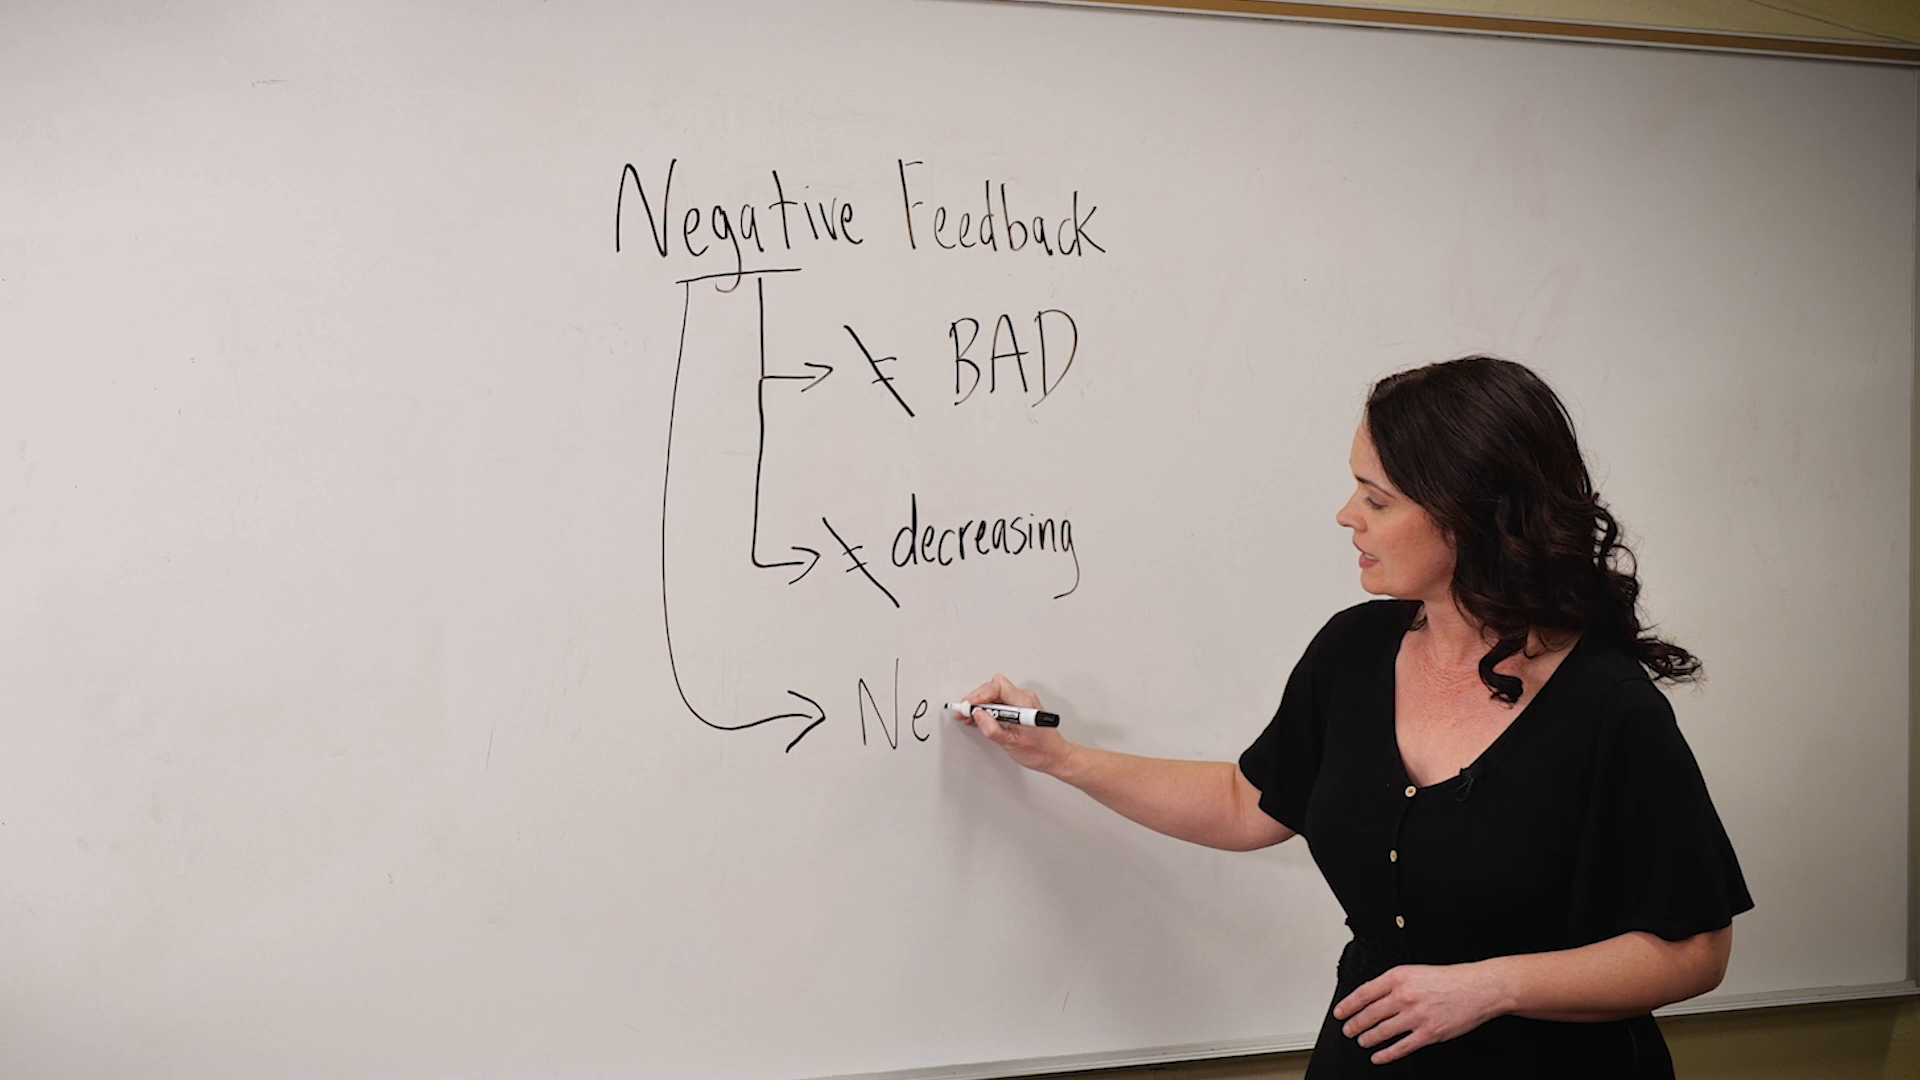 Negative Feedback
≠ BAD
≠ decreasing
Ne